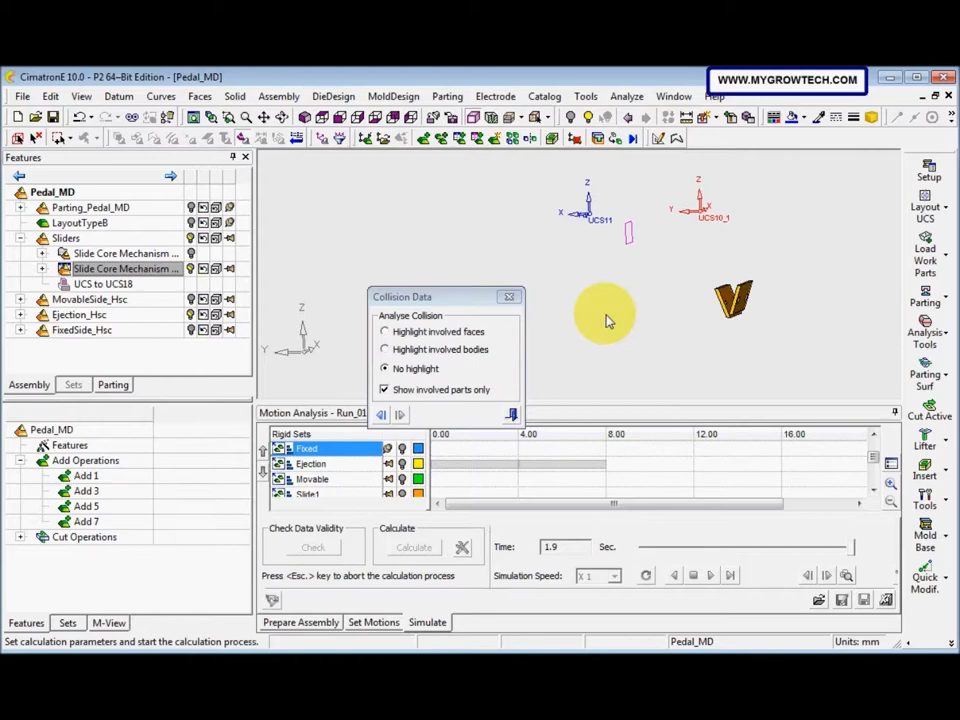 CimatronE 10.0 - P2 64-Bit Edition - [Pedal_MD]
WWW.MYGROWTECH.COM
File Edit View Datum Curves Faces Solid Assembly DieDesign MoldDesign Parting Electrode Catalog Tools Analyze Window Help
Features
Pedal_MD
Parting_Pedal_MD
LayoutTypeB
Sliders
Slide Core Mechanism ...
Slide Core Mechanism ...
UCS to UCS18
MovableSide_Hsc
Ejection_Hsc
FixedSide_Hsc
Assembly Sets Parting
Z
X
UCS11
Z
Y X
UCS10_1
Z
Y X
Collision Data
Analyse Collision
Highlight involved faces
Highlight involved bodies
No highlight
Show involved parts only
Setup
Layout
UCS
Load
Work
Parts
Parting
Analysis
Tools
Parting
Surf
Cut Active
Lifter
Insert
Tools
Mold
Base
Quick
Modif.
Pedal_MD
Features
Add Operations
Add 1
Add 3
Add 5
Add 7
Cut Operations
Features Sets M-View
Motion Analysis - Run_01
Rigid Sets 0.00 4.00 8.00 12.00 16.00
Fixed
Ejection
Movable
Slide1
Check Data Validity
Check
Calculate
Calculate
Time: 1.9 Sec.
Press <Esc.> key to abort the calculation process
Simulation Speed: X 1
Prepare Assembly Set Motions Simulate
Set calculation parameters and start the calculation process.
Pedal_MD
Units: mm